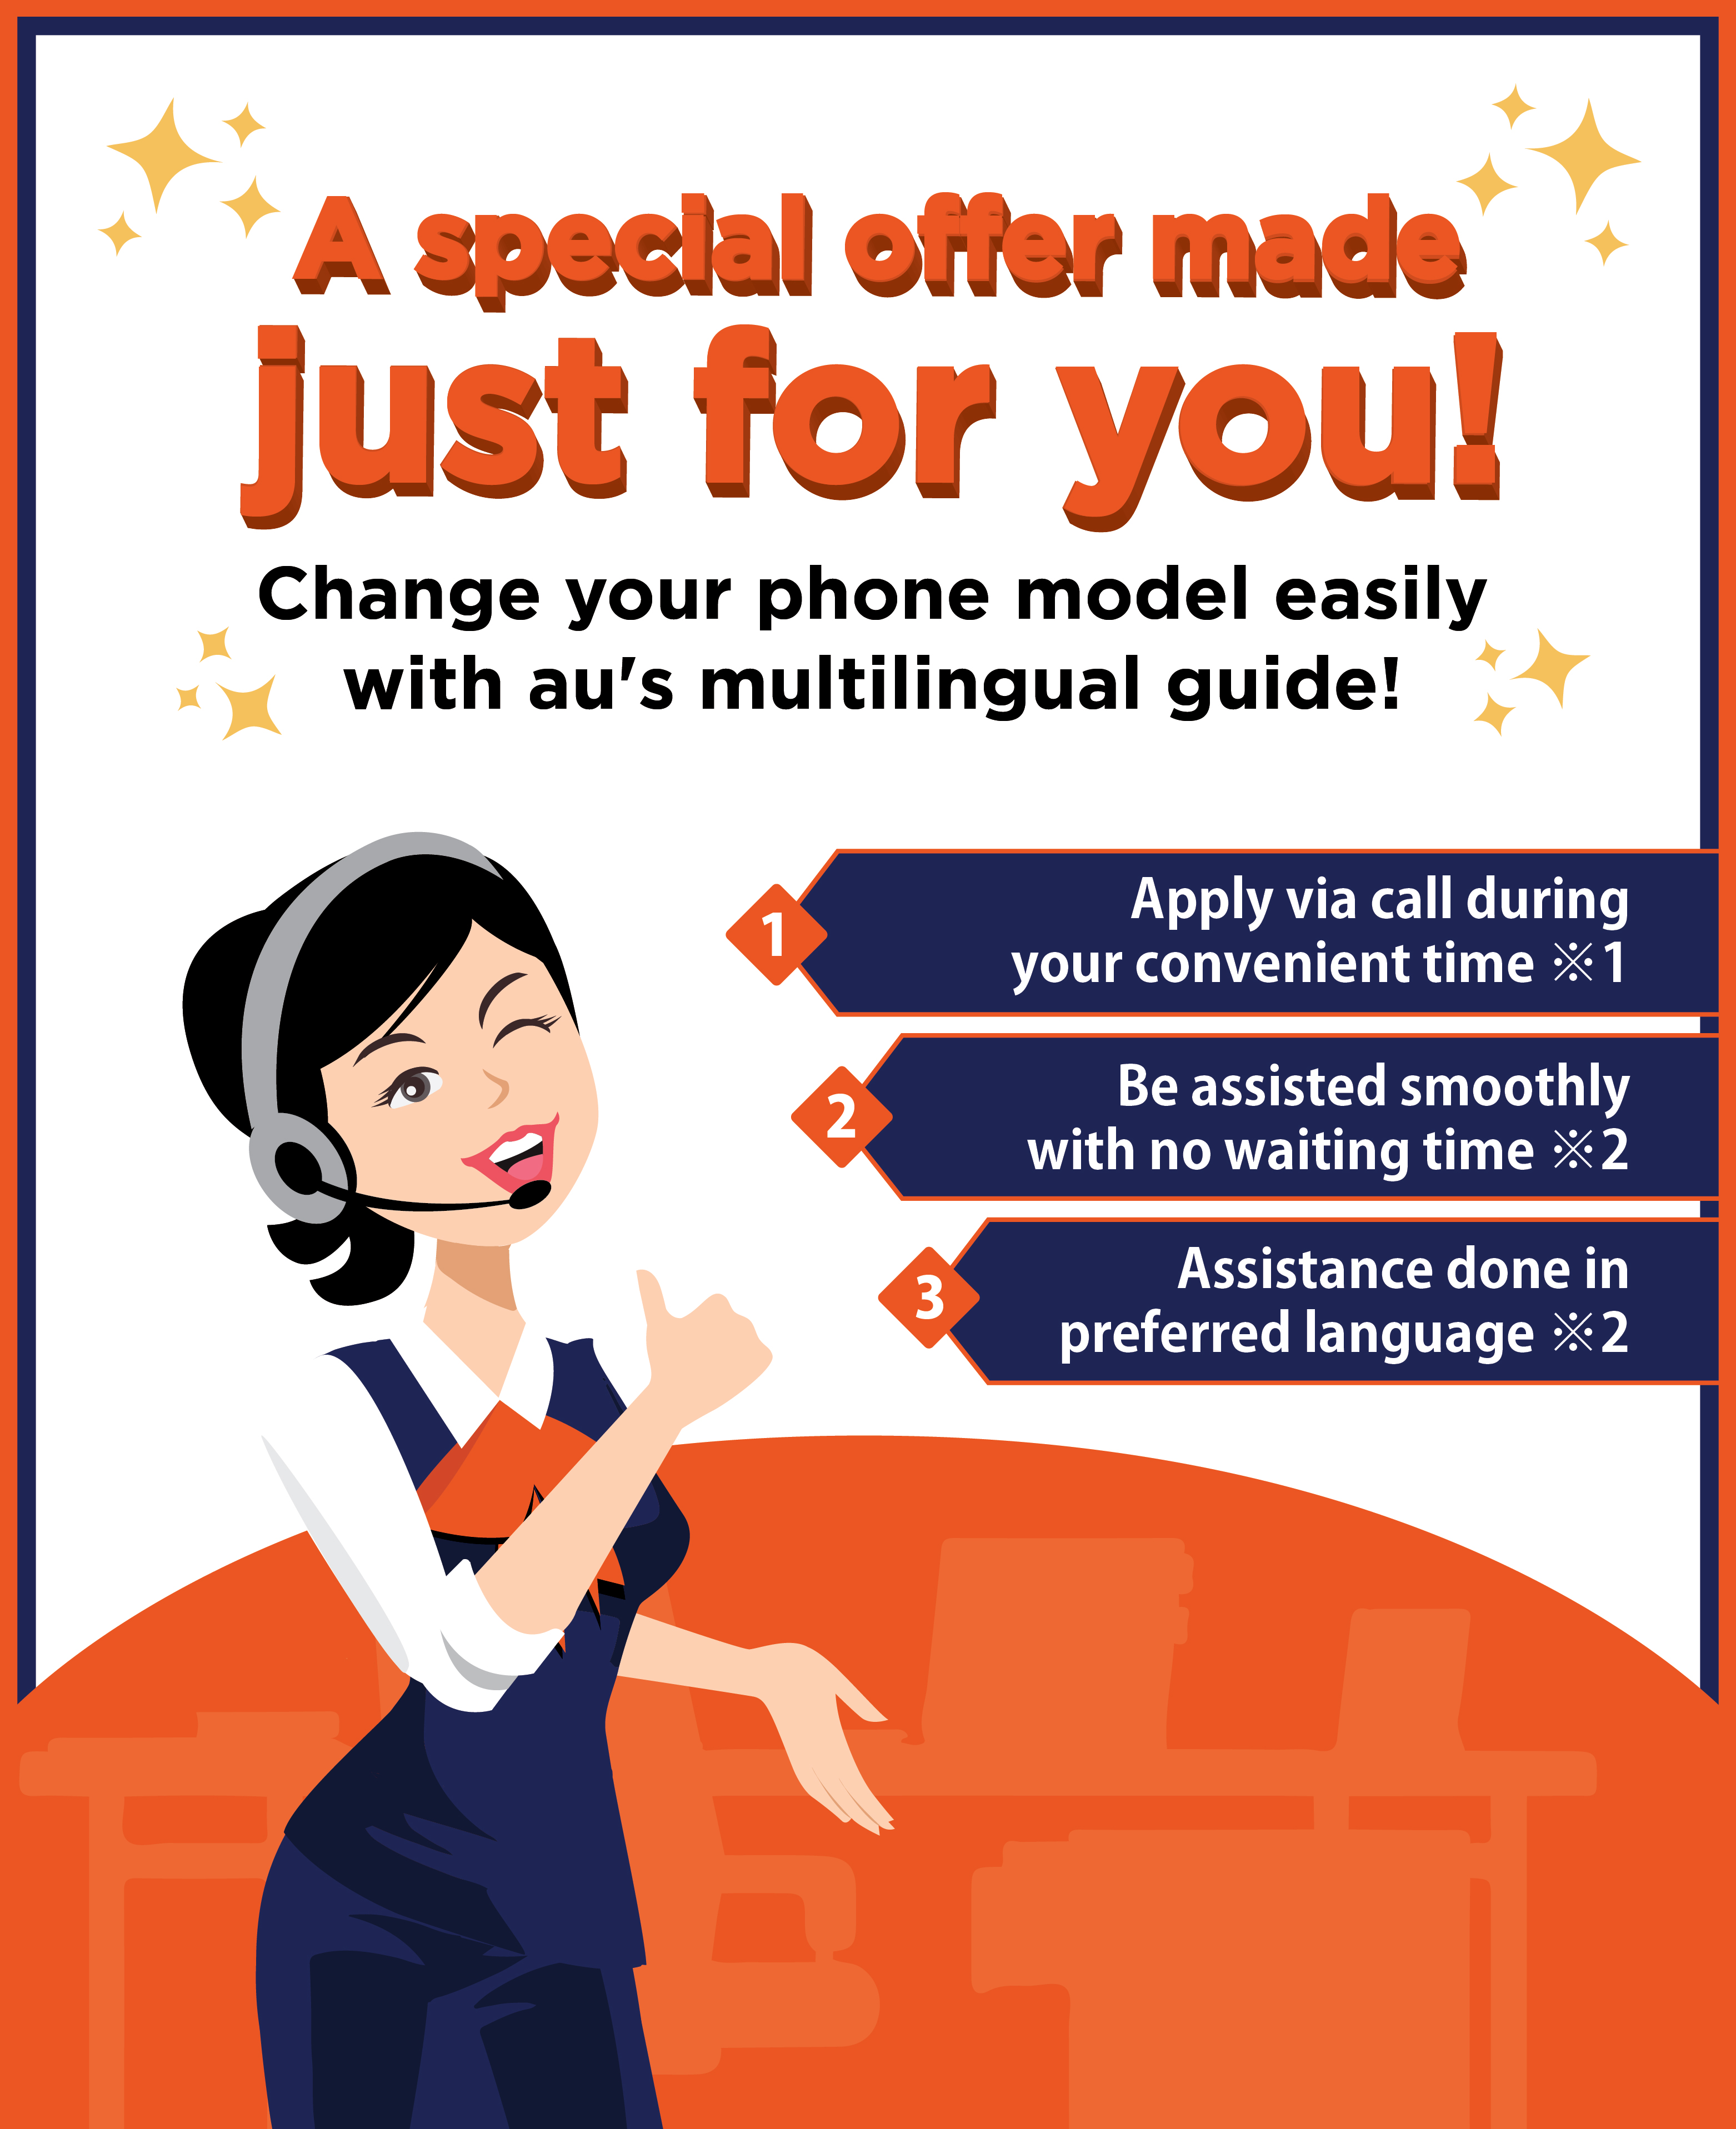 A special offer made
just for you!
Change your phone model easily
with au’s multilingual guide!
1
Apply via call during
your convenient time ※1
2
Be assisted smoothly
with no waiting time ※2
3
Assistance done in
preferred language ※2